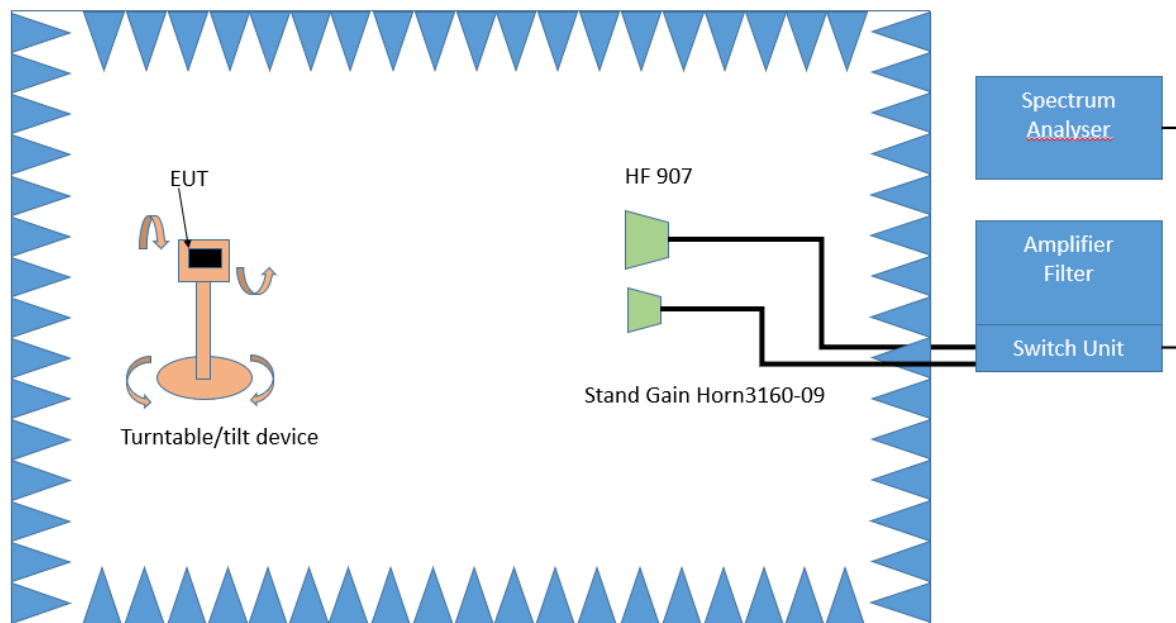 EUT
Turntable/tilt device
HF 907
Stand Gain Horn3160-09
Spectrum
Analyser
Amplifier
Filter
Switch Unit